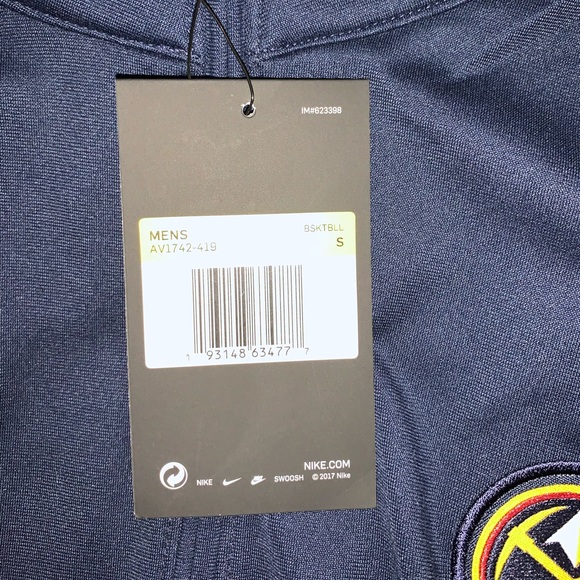 IM#623398
MENS BSKTBLL
AV1742-419 S
1 93148 63477 7
NIKE.COM
NIKE SWOOSH © 2017 Nike